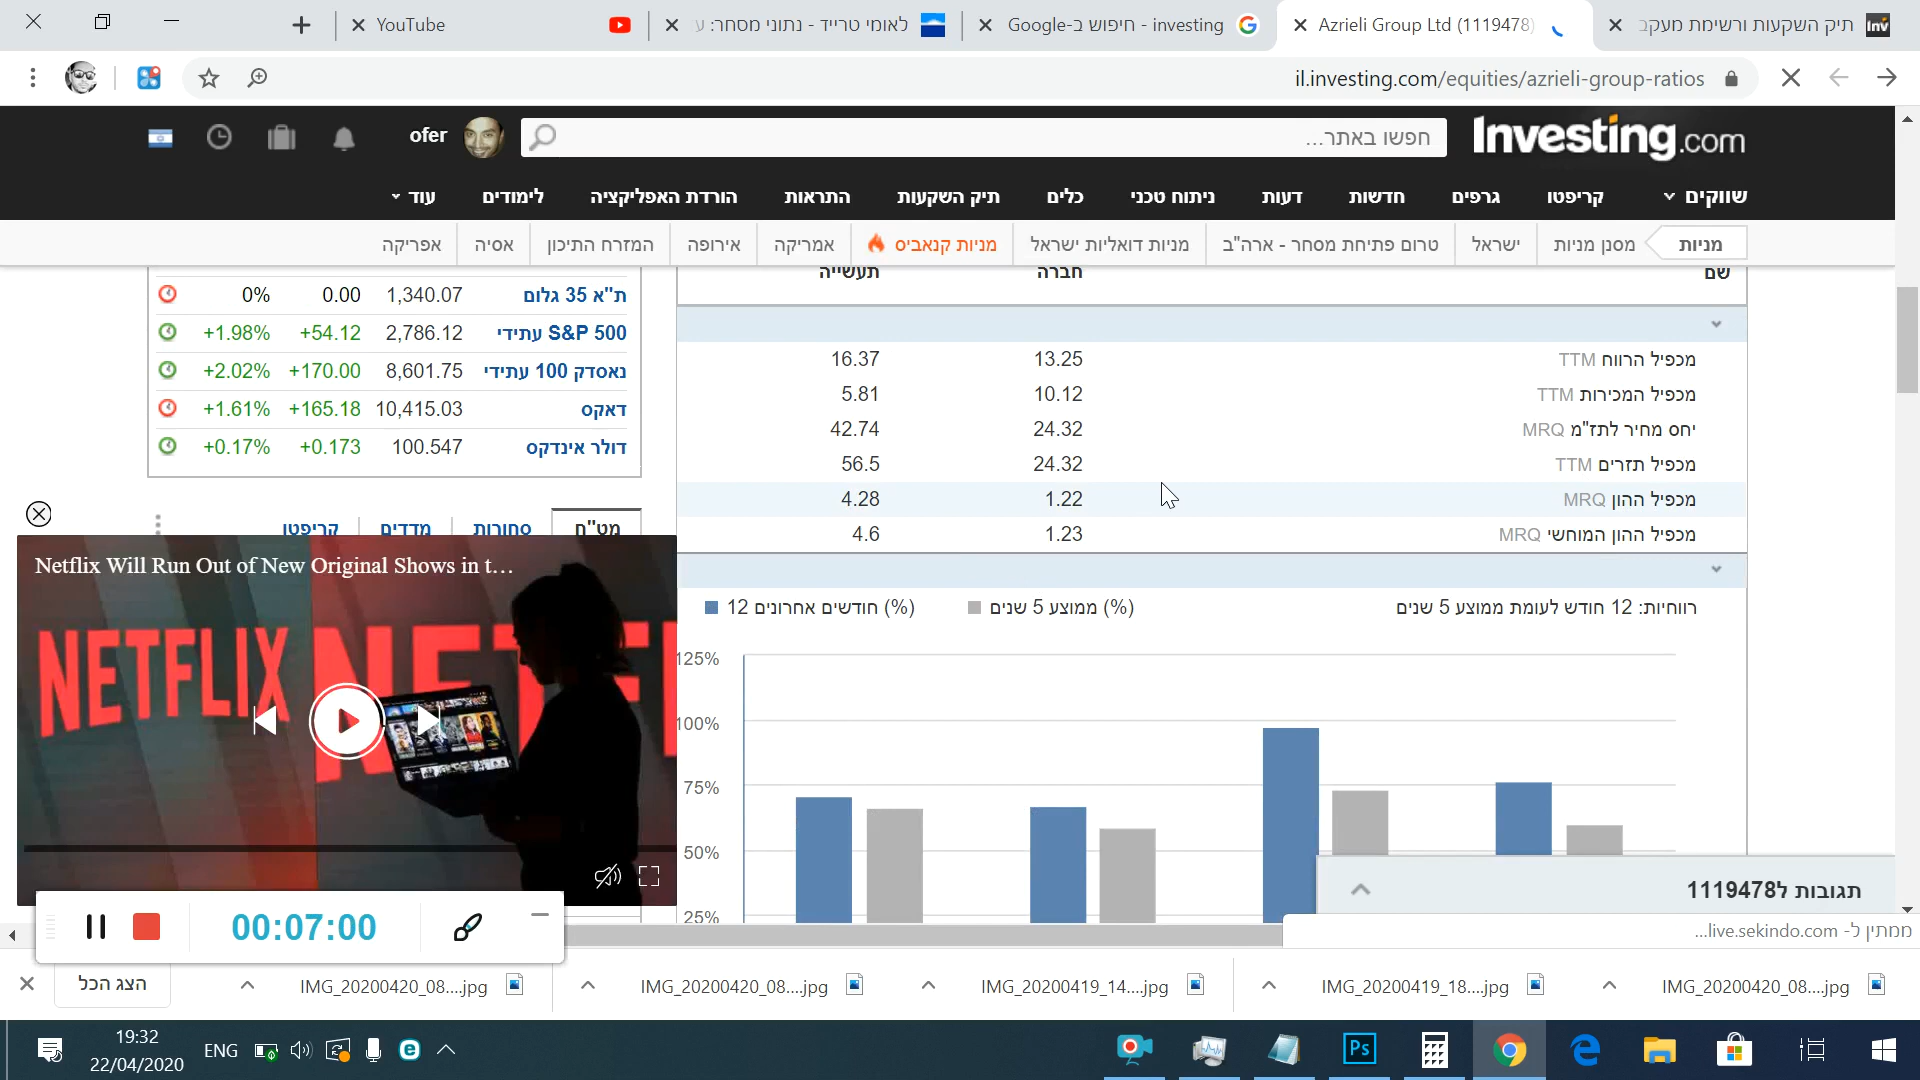 תיק השקעות ורשימת מעקב
Azrieli Group Ltd (1119478)
investing - חיפוש ב-Google
לאומי טרייד - נתוני מסחר:
YouTube
il.investing.com/equities/azrieli-group-ratios
Investing.com
חפשו באתר...
ofer
שווקים
קריפטו
גרפים
חדשות
דעות
ניתוח טכני
כלים
תיק השקעות
התראות
הורדת האפליקציה
לימודים
עוד
מניות
מסנן מניות
ישראל
טרום פתיחת מסחר - ארה"ב
מניות דואליות ישראל
מניות קנאביס
אמריקה
אירופה
המזרח התיכון
אסיה
אפריקה
שם חברה תעשייה
מכפיל הרווח TTM 13.25 16.37
מכפיל המכירות TTM 10.12 5.81
יחס מחיר לתז"מ MRQ 24.32 42.74
מכפיל תזרים TTM 24.32 56.5
מכפיל ההון MRQ 1.22 4.28
מכפיל ההון המוחשי MRQ 1.23 4.6
רווחיות: 12 חודש לעומת ממוצע 5 שנים
ממוצע 5 שנים (%)
12 חודשים אחרונים (%)
125%
100%
75%
50%
25%
ת"א 35 גלום 1,340.07 0.00 0%
S&P 500 עתידי 2,786.12 +54.12 +1.98%
נאסדק 100 עתידי 8,601.75 +170.00 +2.02%
דאקס 10,415.03 +165.18 +1.61%
דולר אינדקס 100.547 +0.173 +0.17%
מט"ח
סחורות
מדדים
קריפטו
Netflix Will Run Out of New Original Shows in t...
NETFLIX
תגובות ל1119478
ממתין ל- live.sekindo.com...
00:07:00
IMG_20200420_08....jpg
IMG_20200419_18....jpg
IMG_20200419_14....jpg
IMG_20200420_08....jpg
IMG_20200420_08....jpg
הצג הכל
19:32
22/04/2020
ENG
Ps